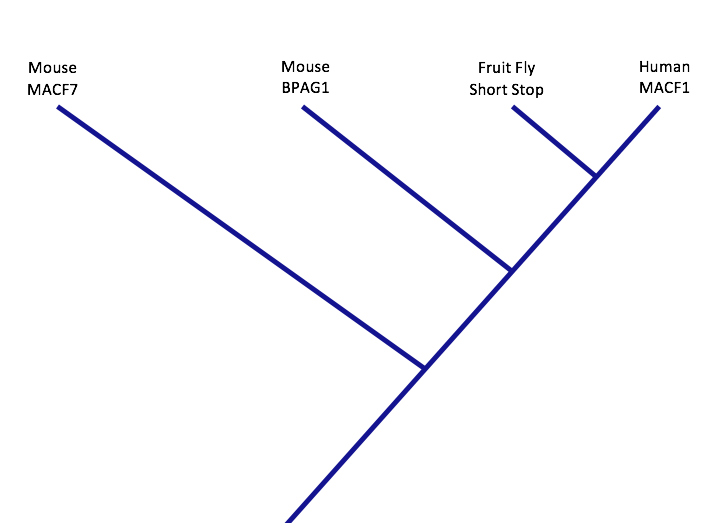 Mouse
MACF7
Mouse
BPAG1
Fruit Fly
Short Stop
Human
MACF1